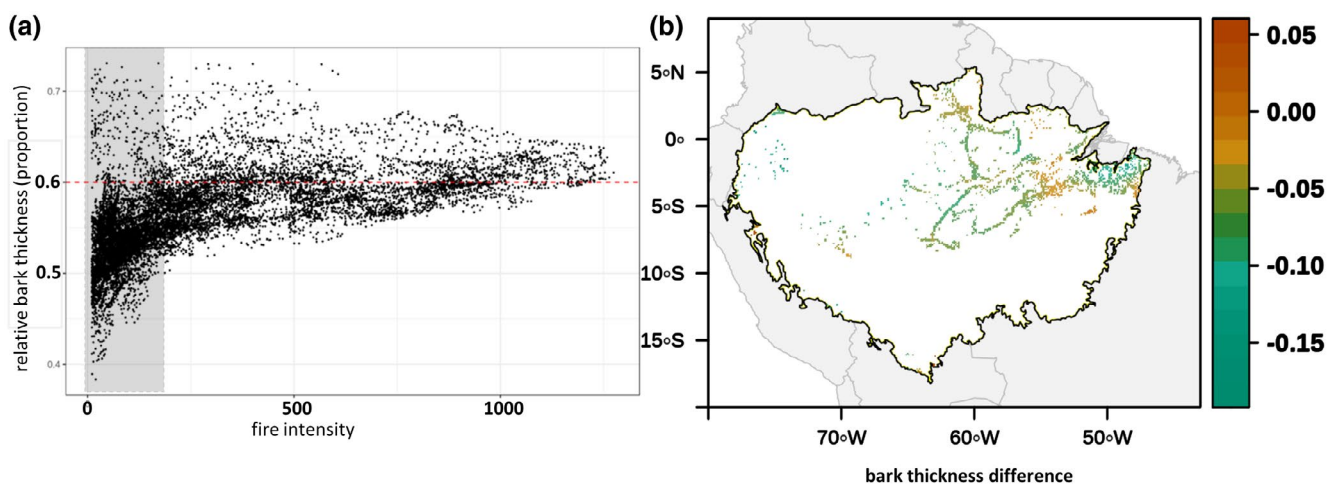 (a)
relative bark thickness (proportion)
0.7
0.6
0.5
0.4
0
500
1000
fire intensity
(b)
5◦N
0◦
5◦S
10◦S
15◦S
70◦W
60◦W
50◦W
bark thickness difference
0.05
0.00
-0.05
-0.10
-0.15